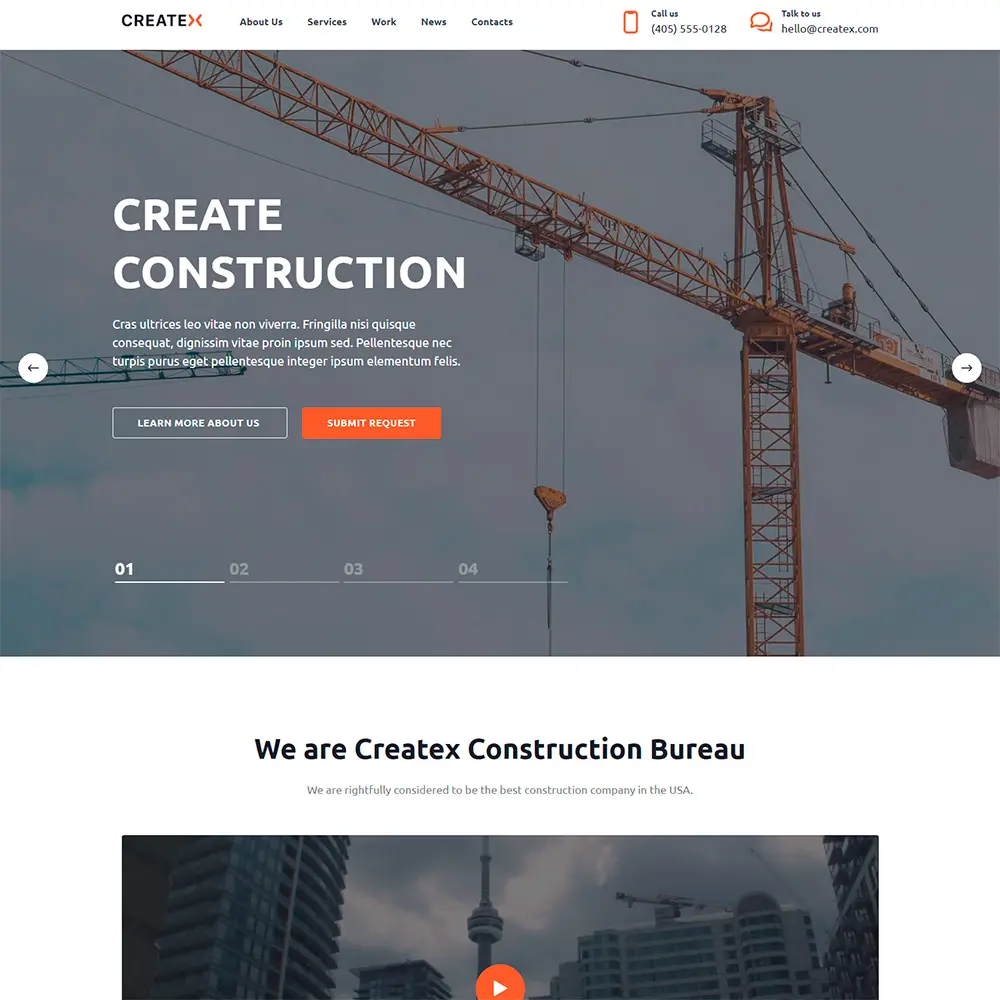 CREATEX
About Us Services Work News Contacts
Call us
(405) 555-0128
Talk to us
hello@createx.com
CREATE
CONSTRUCTION
Cras ultrices leo vitae non viverra. Fringilla nisi quisque
consequat, dignissim vitae proin ipsum sed. Pellentesque nec
turpis purus eget pellentesque integer ipsum elementum felis.
LEARN MORE ABOUT US SUBMIT REQUEST
01 02 03 04
We are Createx Construction Bureau
We are rightfully considered to be the best construction company in the USA.